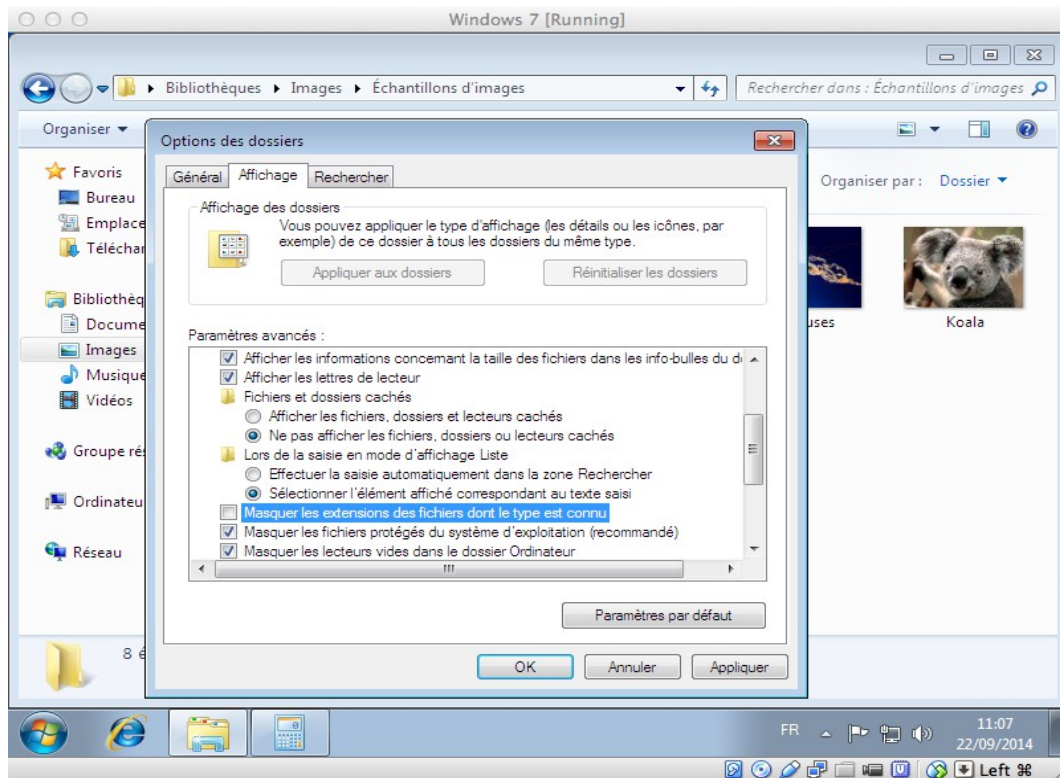 Windows 7 [Running]
Bibliothèques Images Échantillons d'images
Rechercher dans : Échantillons d'images
Organiser
Options des dossiers
Général Affichage Rechercher
Organiser par : Dossier
Favoris
Bureau
Emplace
Téléchar
Bibliothèq
Docume
Images
Musique
Vidéos
Groupe rés
Ordinateu
Réseau
Affichage des dossiers
Vous pouvez appliquer le type d'affichage (les détails ou les icônes, par
exemple) de ce dossier à tous les dossiers du même type.
Appliquer aux dossiers Réinitialiser les dossiers
Paramètres avancés :
Afficher les informations concernant la taille des fichiers dans les info-bulles du d
Afficher les lettres de lecteur
Fichiers et dossiers cachés
Afficher les fichiers, dossiers et lecteurs cachés
Ne pas afficher les fichiers, dossiers ou lecteurs cachés
Lors de la saisie en mode d'affichage Liste
Effectuer la saisie automatiquement dans la zone Rechercher
Sélectionner l'élément affiché correspondant au texte saisi
Masquer les extensions des fichiers dont le type est connu
Masquer les fichiers protégés du système d'exploitation (recommandé)
Masquer les lecteurs vides dans le dossier Ordinateur
Paramètres par défaut
OK Annuler Appliquer
uses Koala
8 é
FR
11:07
22/09/2014
Left ⌘